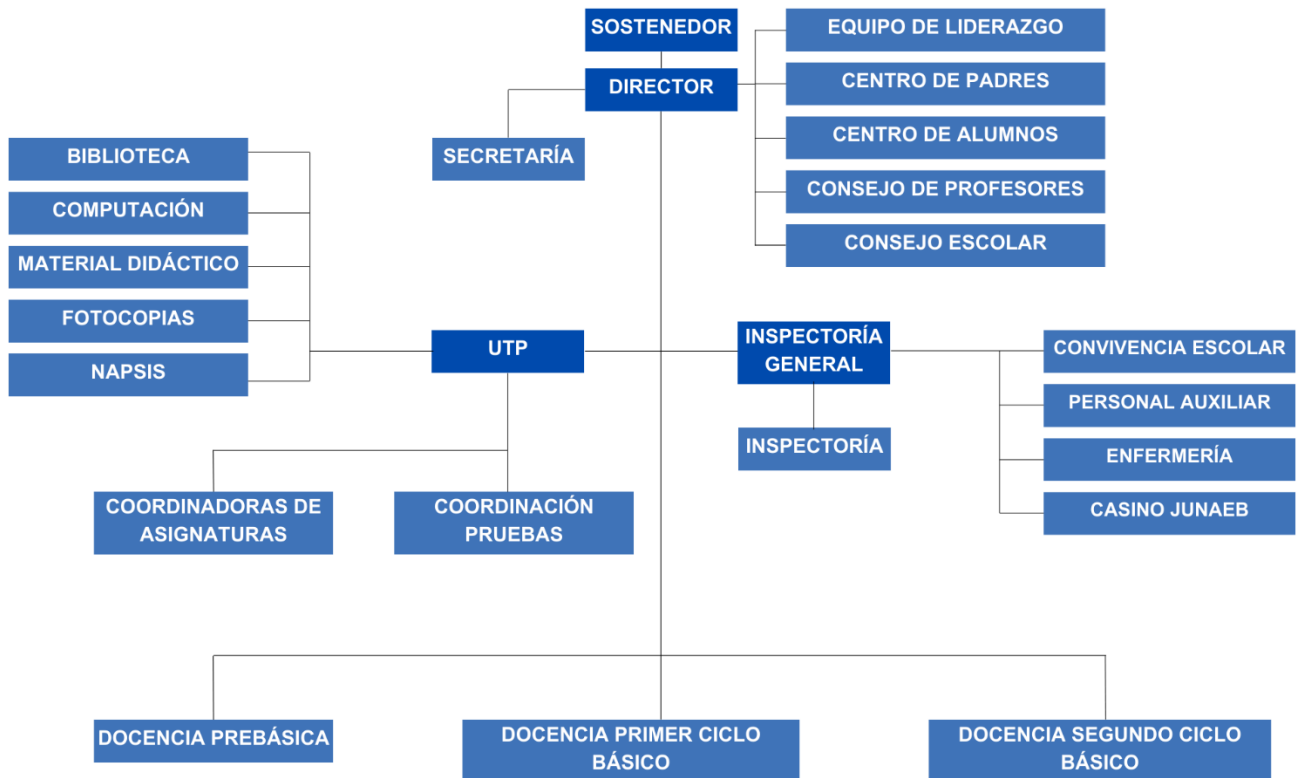 SOSTENEDOR
DIRECTOR
SECRETARÍA
EQUIPO DE LIDERAZGO
CENTRO DE PADRES
CENTRO DE ALUMNOS
CONSEJO DE PROFESORES
CONSEJO ESCOLAR
BIBLIOTECA
COMPUTACIÓN
MATERIAL DIDÁCTICO
FOTOCOPIAS
NAPSIS
UTP
INSPECTORÍA
GENERAL
INSPECTORÍA
CONVIVENCIA ESCOLAR
PERSONAL AUXILIAR
ENFERMERÍA
CASINO JUNAEB
COORDINADORAS DE
ASIGNATURAS
COORDINACIÓN
PRUEBAS
DOCENCIA PREBÁSICA
DOCENCIA PRIMER CICLO
BÁSICO
DOCENCIA SEGUNDO CICLO
BÁSICO